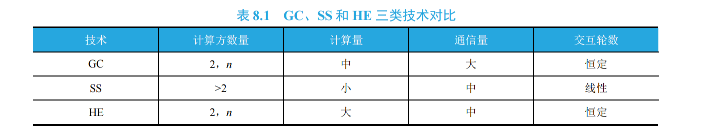 表 8.1 GC、SS 和 HE 三类技术对比
技术 计算方数量 计算量 通信量 交互轮数
GC 2，n 中 大 恒定
SS >2 小 中 线性
HE 2，n 大 中 恒定